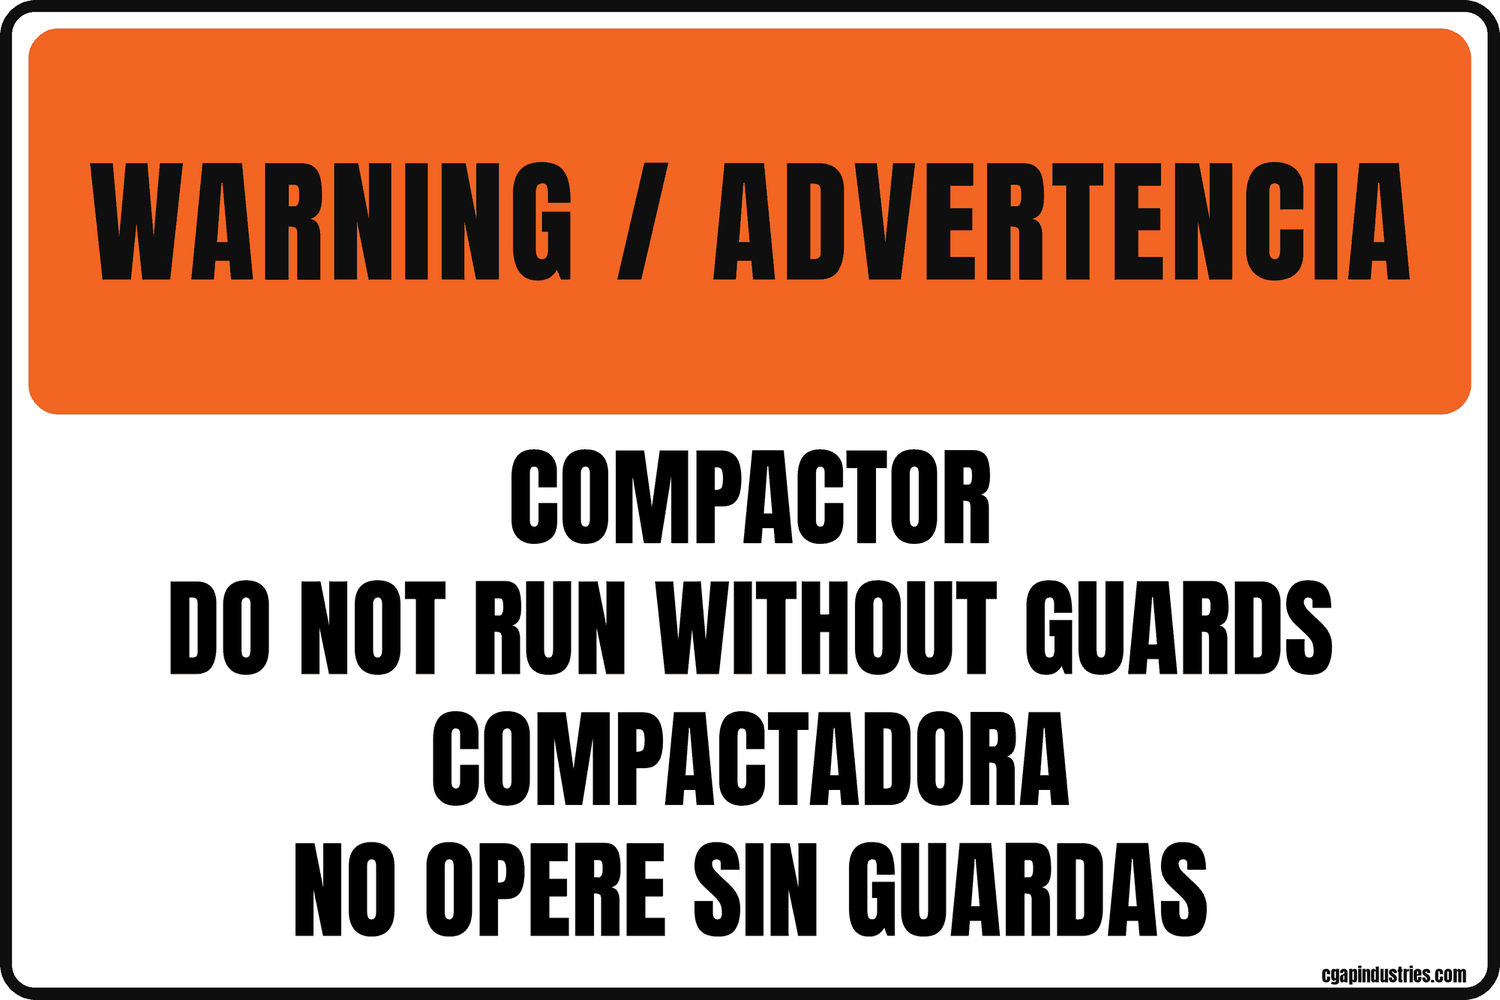 WARNING / ADVERTENCIA
COMPACTOR
DO NOT RUN WITHOUT GUARDS
COMPACTADORA
NO OPERE SIN GUARDAS
cgapindustries.com